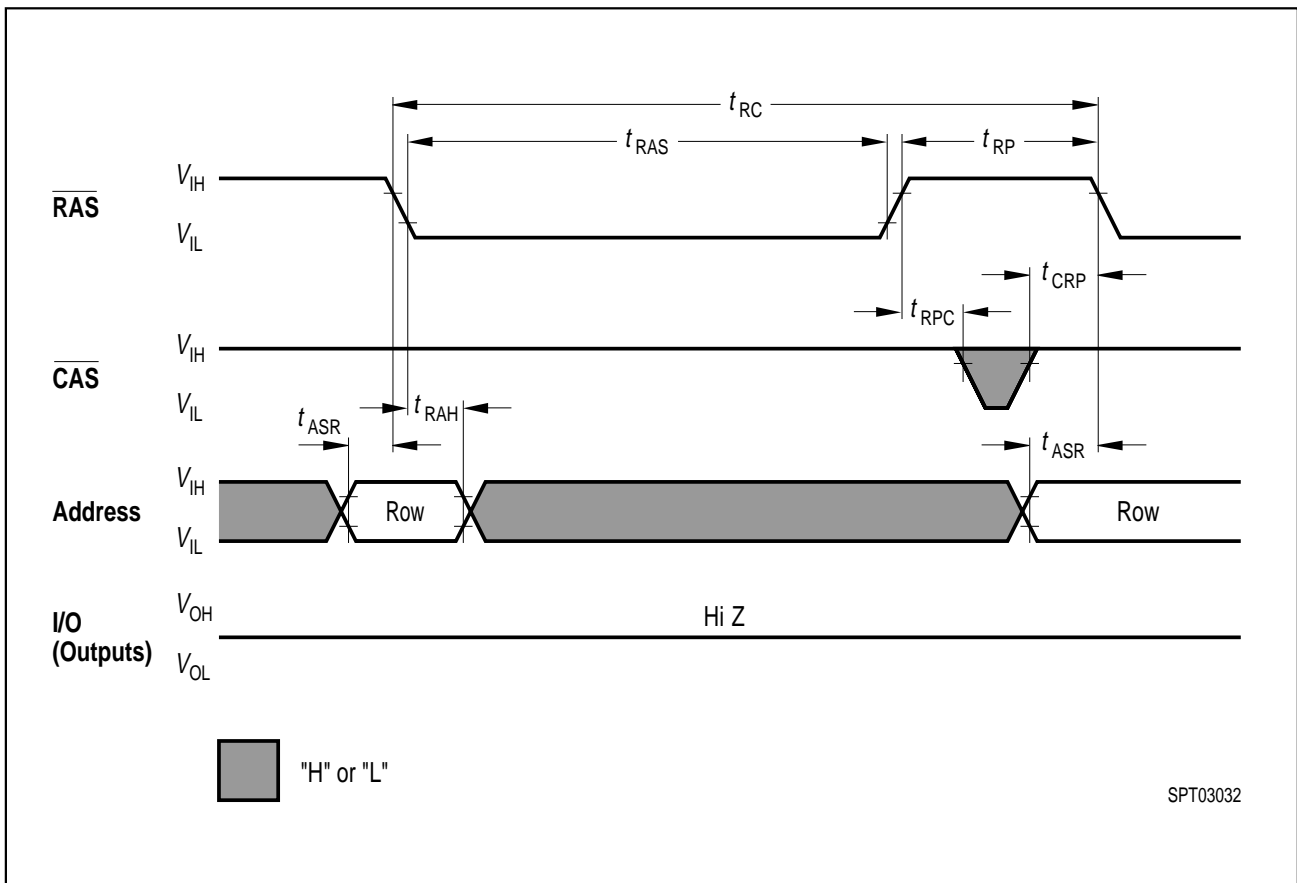 tRC
tRAS
tRP
RAS
VIH
VIL
tCRP
tRPC
CAS
VIH
VIL
tASR
tRAH
tASR
Address
VIH
VIL
Row
Row
I/O
(Outputs)
VOH
VOL
Hi Z
"H" or "L"
SPT03032